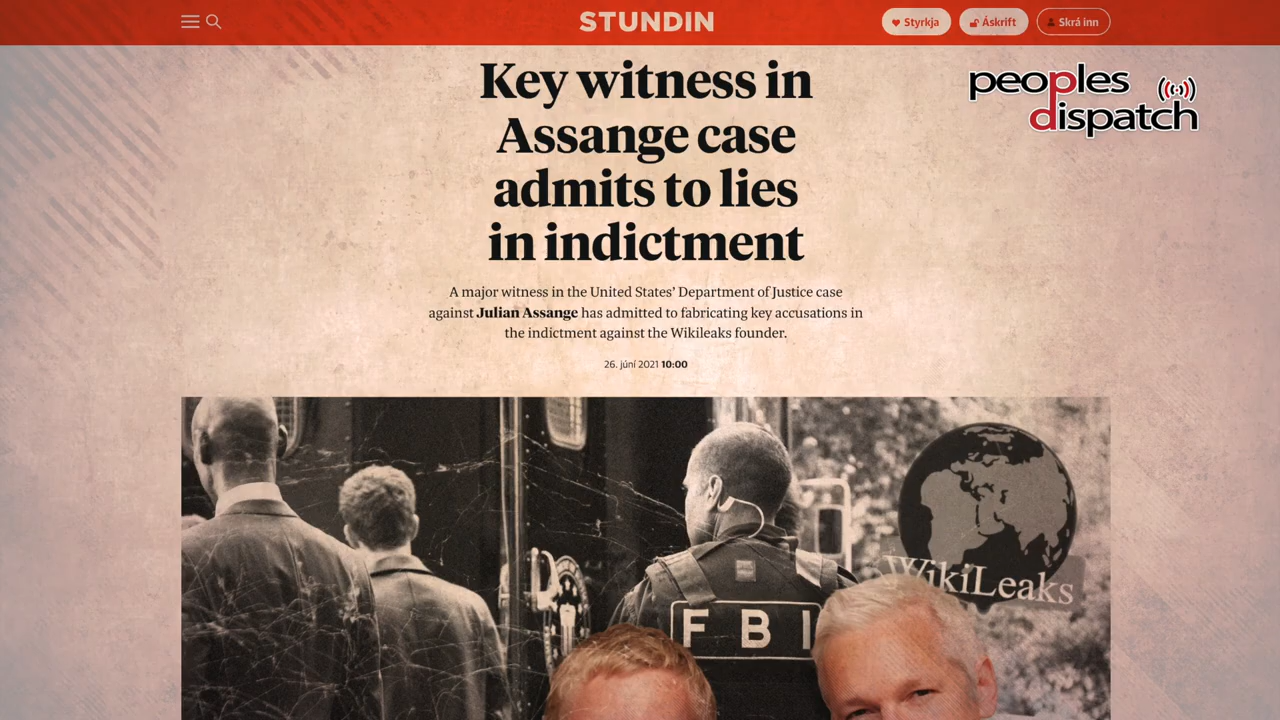 STUNDIN
Styrkja
Áskrift
Skrá inn
peoples
dispatch
Key witness in
Assange case
admits to lies
in indictment
A major witness in the United States’ Department of Justice case
against Julian Assange has admitted to fabricating key accusations in
the indictment against the Wikileaks founder.
26. júní 2021 10:00
WikiLeaks
FBI